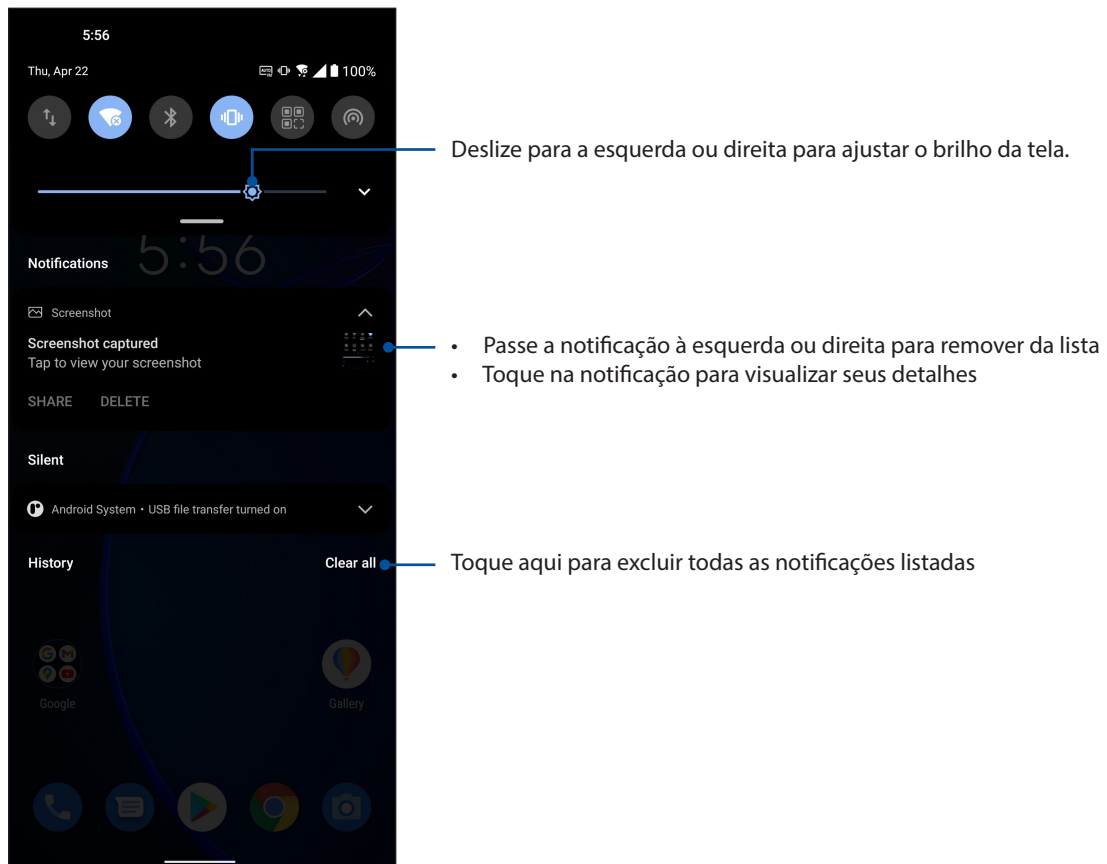 5:56
Thu, Apr 22
100%
Deslize para a esquerda ou direita para ajustar o brilho da tela.
5:56
Notifications
Screenshot
Screenshot captured
Tap to view your screenshot
• Passe a notificação à esquerda ou direita para remover da lista
• Toque na notificação para visualizar seus detalhes
SHARE DELETE
Silent
Android System • USB file transfer turned on
History Clear all
Toque aqui para excluir todas as notificações listadas
Google Gallery